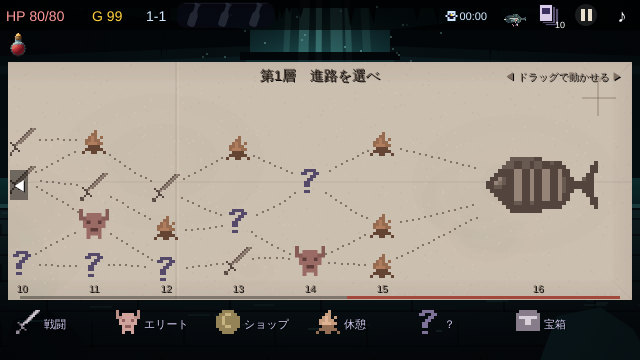 HP 80/80 G 99 1-1 00:00 10
第1層 進路を選べ
ドラッグで動かせる
? ? ? ? ?
10 11 12 13 14 15 16
戦闘 エリート ショップ 休憩 ? ? 宝箱